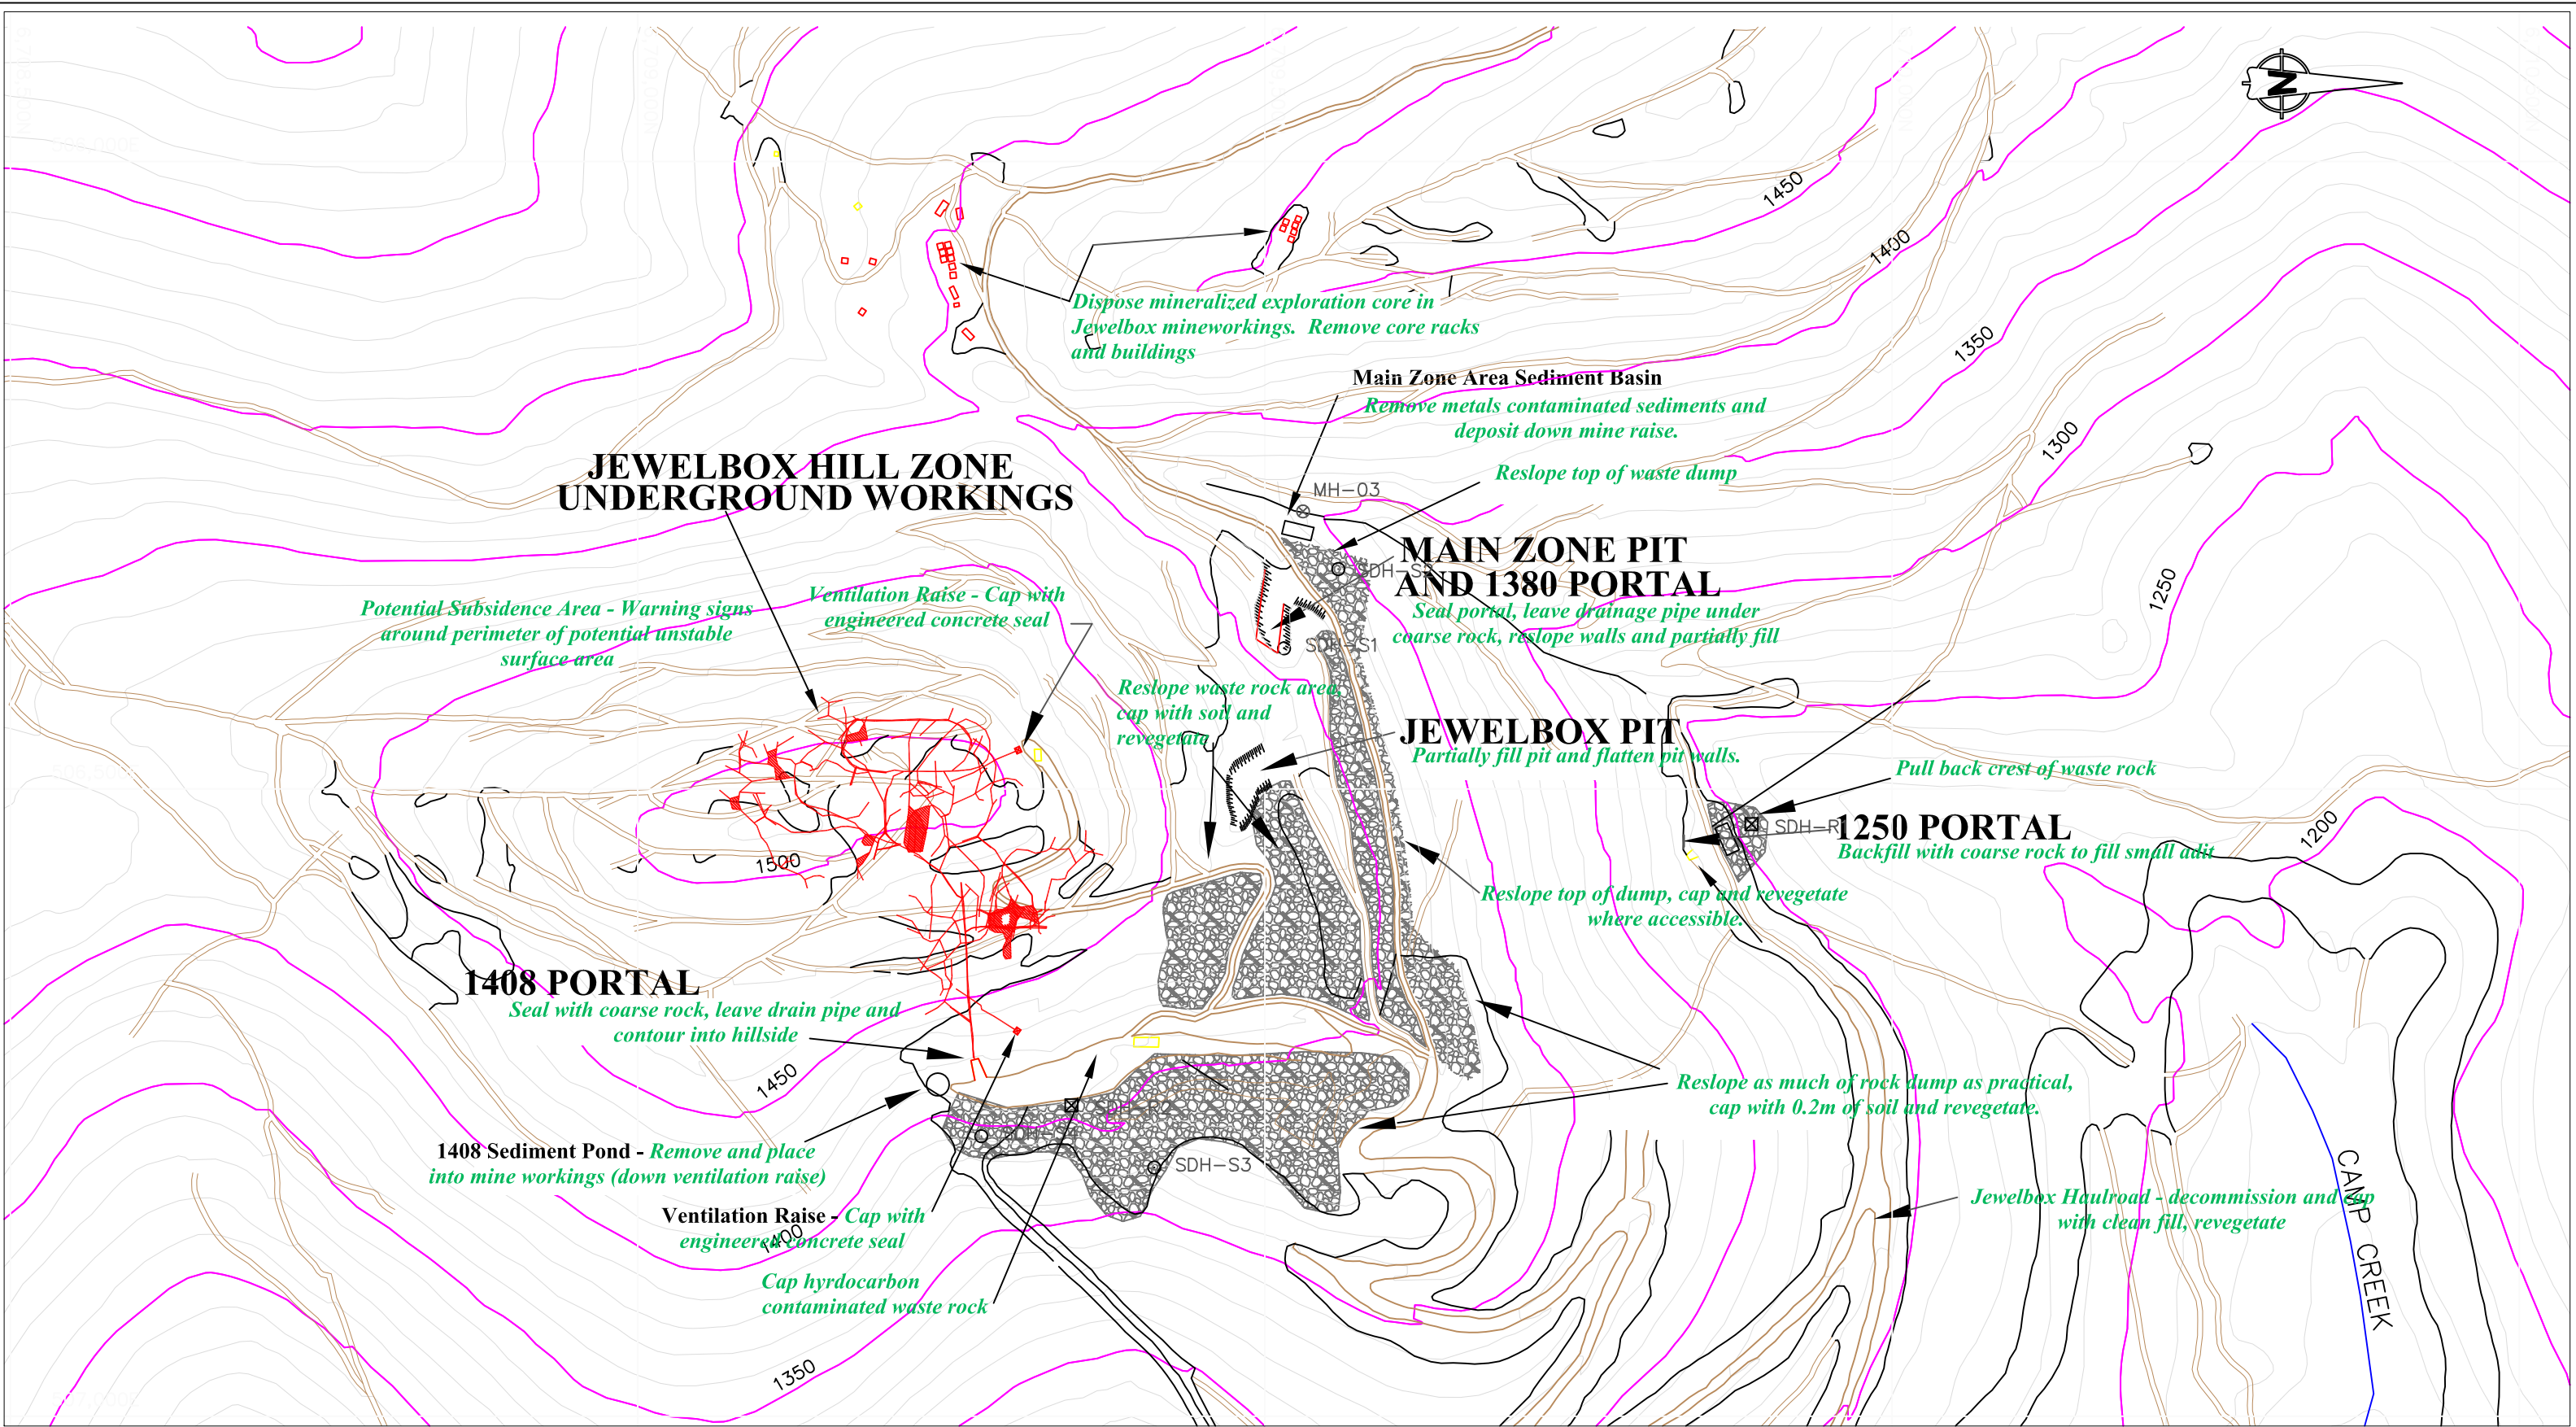 N
1450
1400
Dispose mineralized exploration core in
Jewelbox mineworkings.  Remove core racks
and buildings
1350
Main Zone Area Sediment Basin
Remove metals contaminated sediments and
deposit down mine raise.
1300
JEWELBOX HILL ZONE
UNDERGROUND WORKINGS
Reslope top of waste dump
MH-03
MAIN ZONE PIT
AND 1380 PORTAL
SDH-S2
Seal portal, leave drainage pipe under
coarse rock, reslope walls and partially fill
SDH-S1
1250
Potential Subsidence Area - Warning signs
around perimeter of potential unstable
surface area
Ventilation Raise - Cap with
engineered concrete seal
Reslope waste rock area,
cap with soil and
revegetate
JEWELBOX PIT
Partially fill pit and flatten pit walls.
Pull back crest of waste rock
SDH-R1
1250 PORTAL
Backfill with coarse rock to fill small adit
1200
1500
Reslope top of dump, cap and revegetate
where accessible.
1408 PORTAL
Seal with coarse rock, leave drain pipe and
contour into hillside
1450
Reslope as much of rock dump as practical,
cap with 0.2m of soil and revegetate.
SDH-R2
1408 Sediment Pond - Remove and place
into mine workings (down ventilation raise)
SDH-S3
CAMP CREEK
Jewelbox Haulroad - decommission and cap
with clean fill, revegetate
Ventilation Raise - Cap with
engineered concrete seal
1400
Cap hyrdocarbon
contaminated waste rock
1350